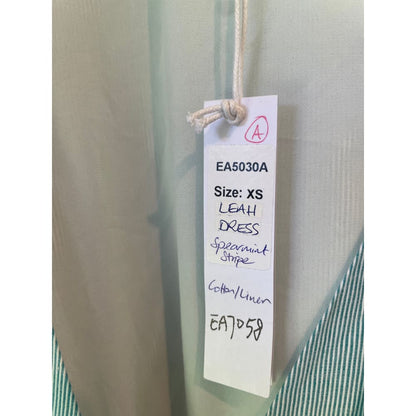 A
EA5030A
Size: XS
LEAH
DRESS
Spearmint
Stripe
Cotton/Linen
EA7058